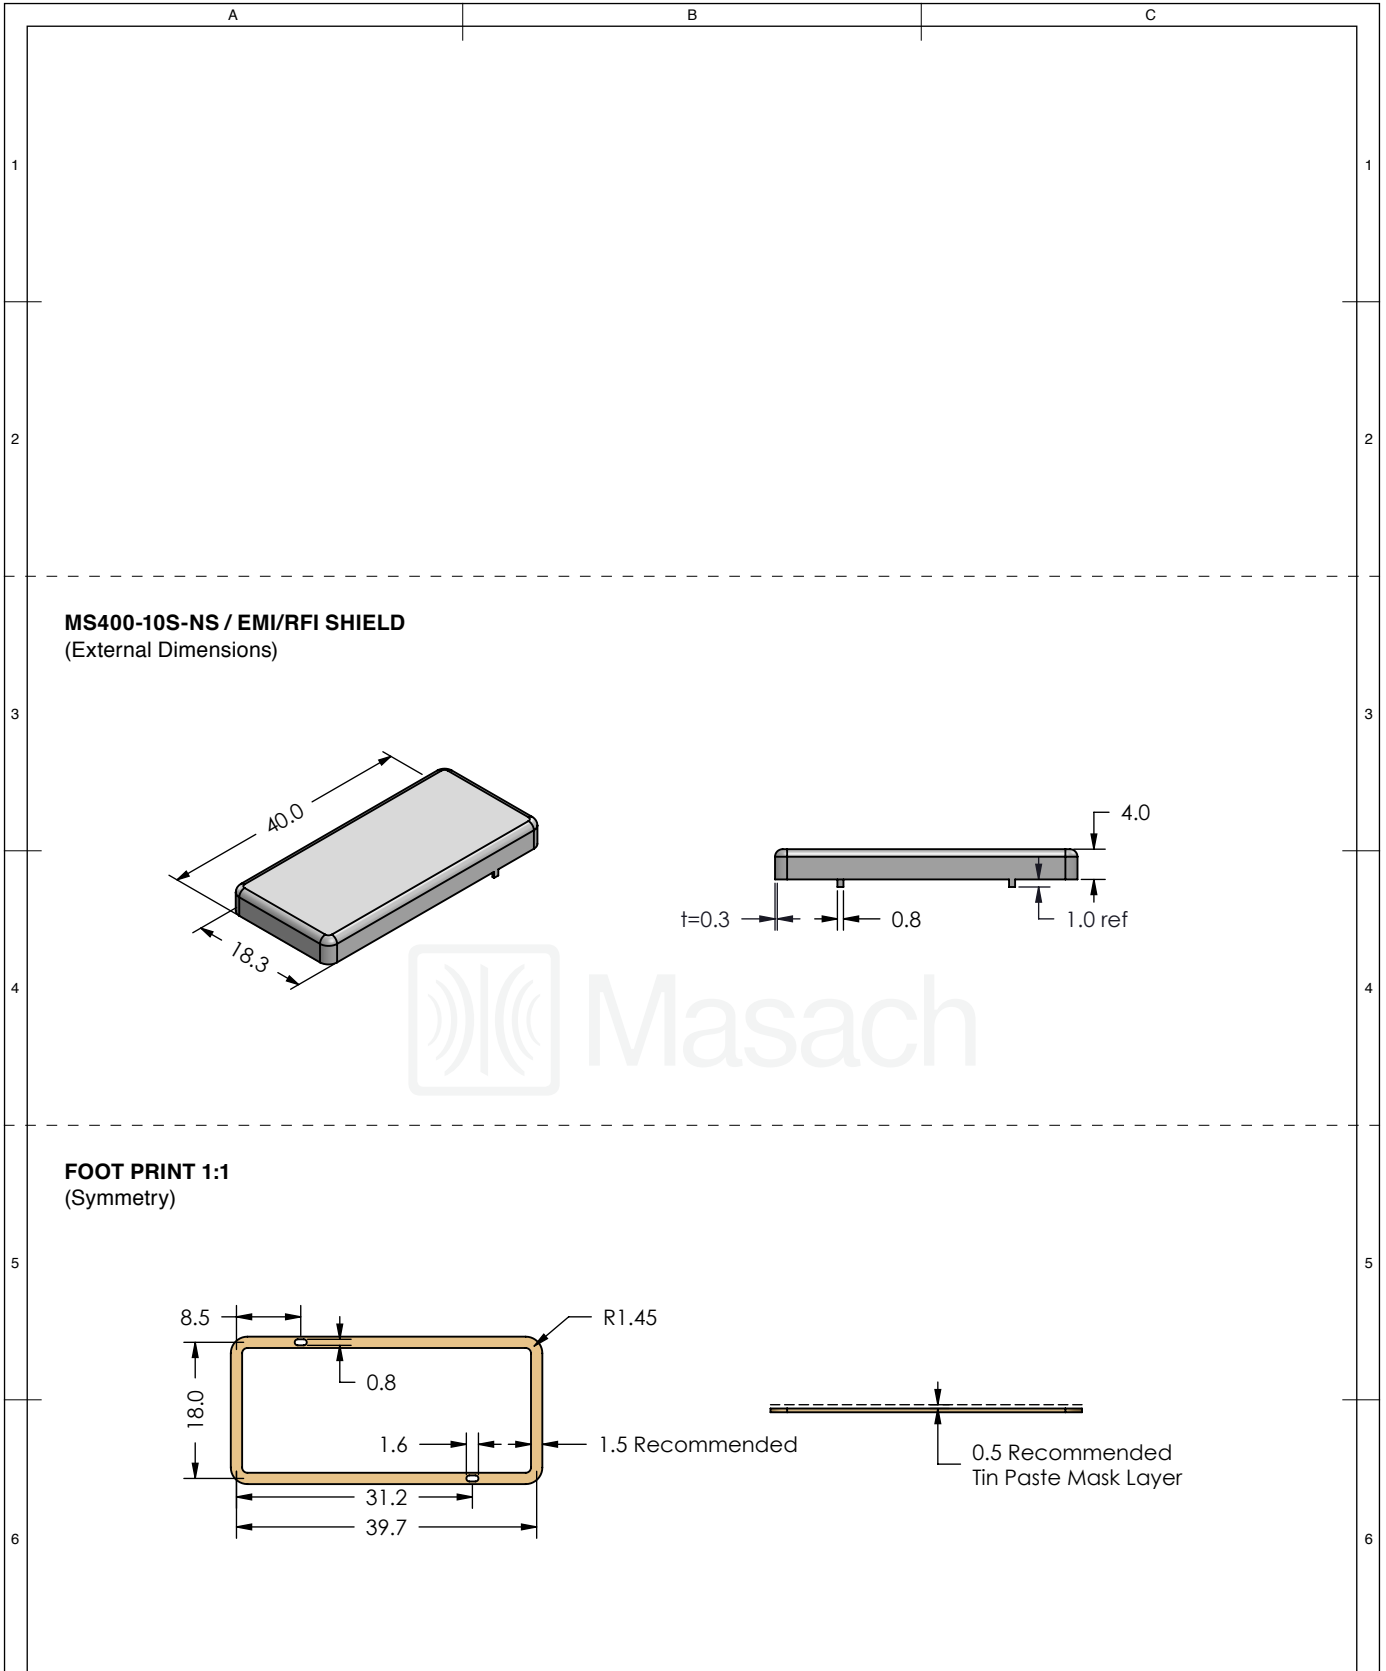 A B C
1 1
2 2
MS400-10S-NS / EMI/RFI SHIELD
(External Dimensions)
3 3
40.0
18.3
4.0
t=0.3 0.8 1.0 ref
Masach
4 4
FOOT PRINT 1:1
(Symmetry)
5 5
8.5 R1.45
0.8
18.0
1.6 1.5 Recommended
31.2
39.7
0.5 Recommended
Tin Paste Mask Layer
6 6